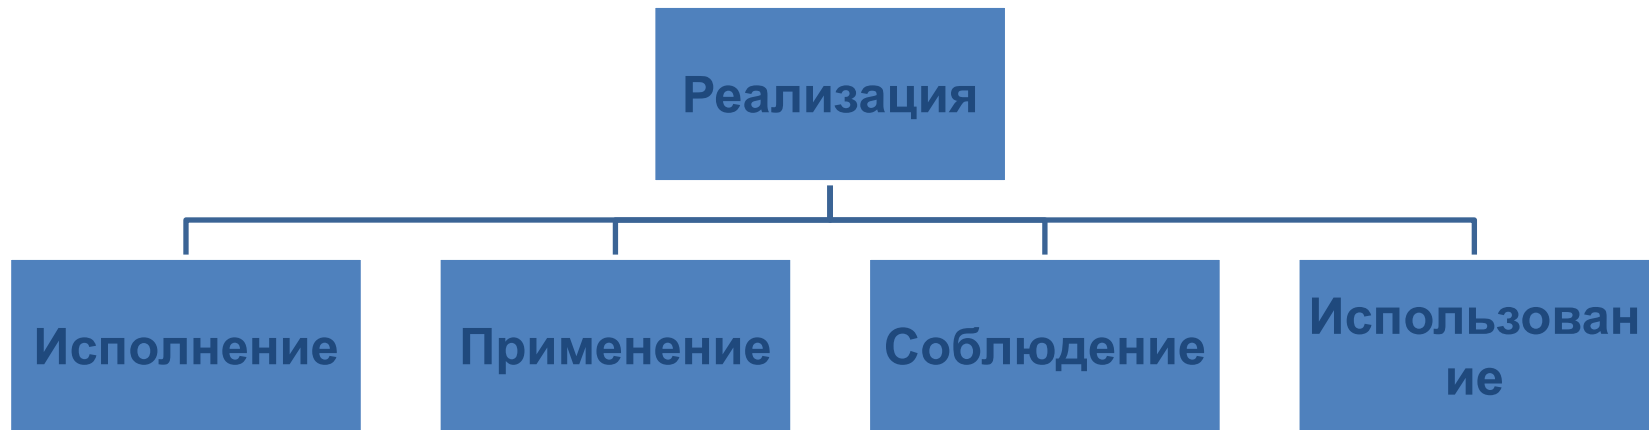 Реализация
Исполнение
Применение
Соблюдение
Использован
ие